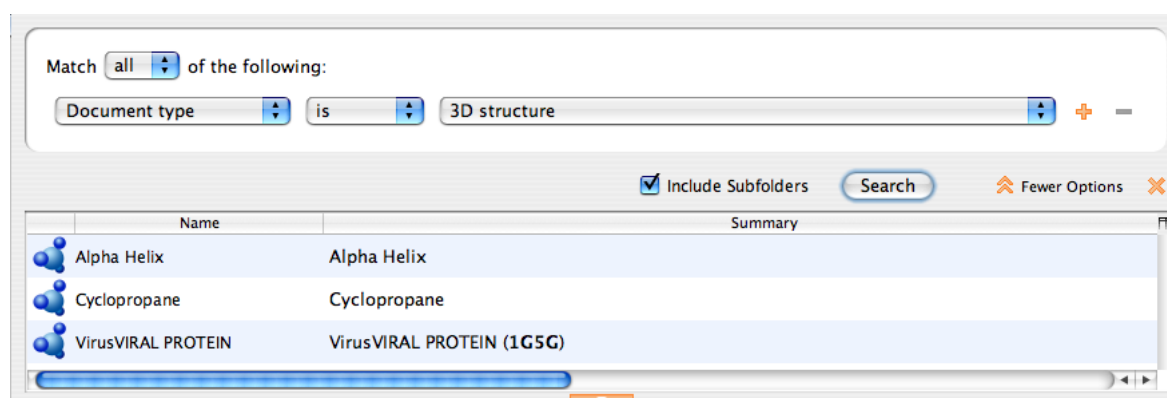 Match all of the following:
Document type is 3D structure
Include Subfolders Search Fewer Options
Name Summary
Alpha Helix Alpha Helix
Cyclopropane Cyclopropane
VirusVIRAL PROTEIN VirusVIRAL PROTEIN (1G5G)